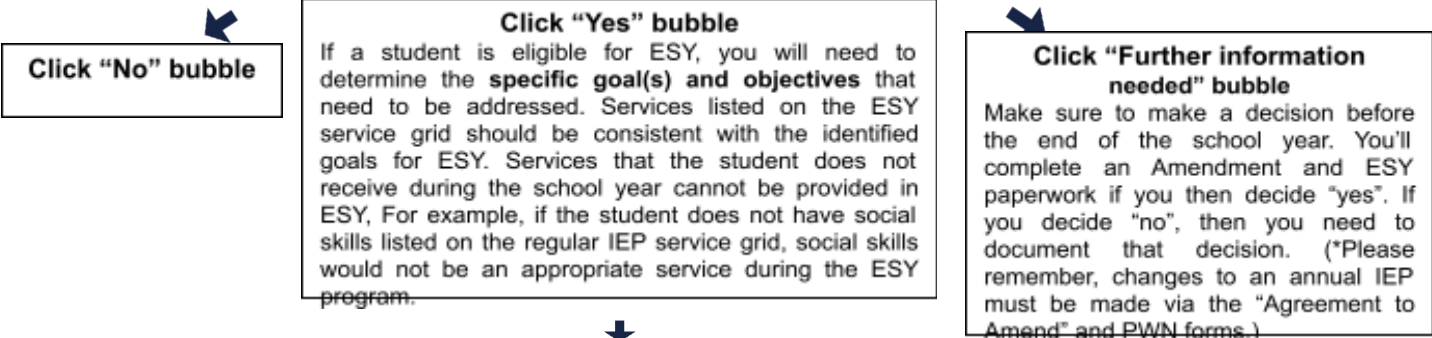 Click “No” bubble
Click “Yes” bubble
If a student is eligible for ESY, you will need to
determine the specific goal(s) and objectives that
need to be addressed. Services listed on the ESY
service grid should be consistent with the identified
goals for ESY. Services that the student does not
receive during the school year cannot be provided in
ESY, For example, if the student does not have social
skills listed on the regular IEP service grid, social skills
would not be an appropriate service during the ESY
program.
Click “Further information
needed” bubble
Make sure to make a decision before
the end of the school year. You’ll
complete an Amendment and ESY
paperwork if you then decide “yes”. If
you decide “no”, then you need to
document that decision. (*Please
remember, changes to an annual IEP
must be made via the “Agreement to
Amend” and PWN forms.)